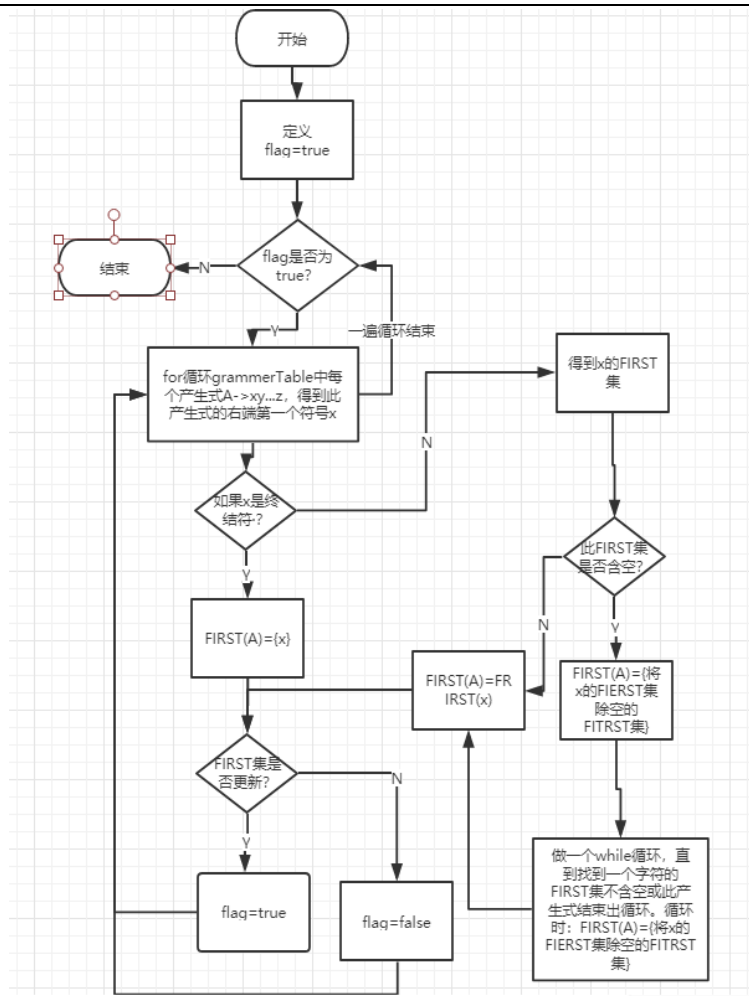 开始
定义
flag=true
flag是否为
true?
N
结束
Y
一遍循环结束
for循环grammerTable中每
个产生式A->xy...z，得到此
产生式的右端第一个符号x
N
得到x的FIRST
集
如果x是终
结符·?
Y
此FIRST集
是否含空?
N
Y
FIRST(A)={x}
FIRST(A)=FR
IRST(x)
FIRST(A)={将
x的FIERST集
除空的
FITRST集}
FIRST集是
否更新?
N
Y
做一个while循环，直
到找到一个字符的
FIRST集不含空或此产
生式结束出循环。循环
时：FIRST(A)={将x的
FIERST集除空的FITRST
集}
flag=true
flag=false